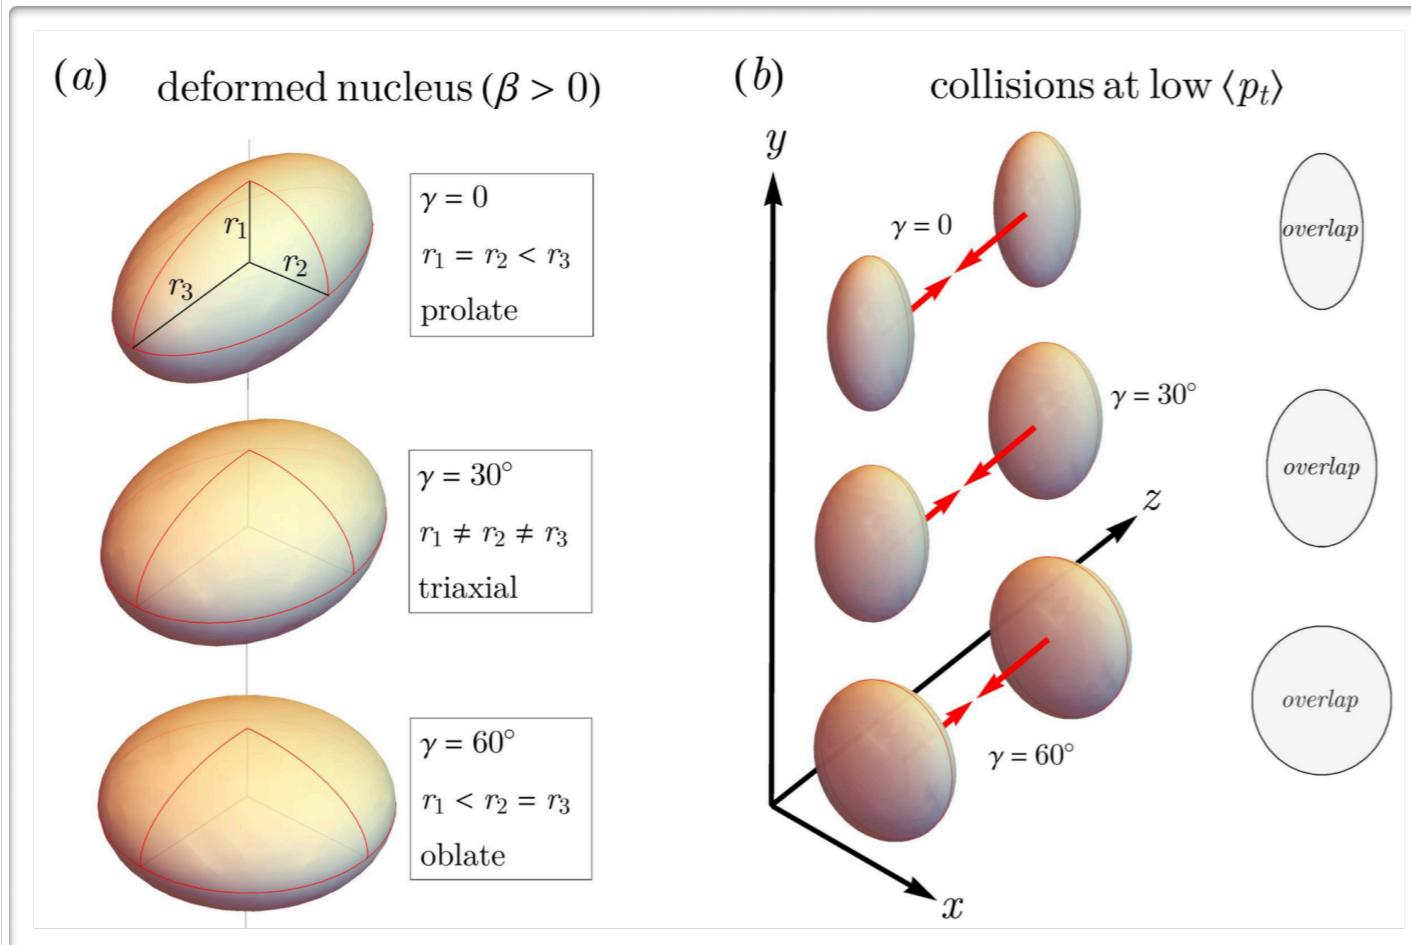 (a) deformed nucleus (β > 0)
r₁
r₂
r₃
γ = 0
r₁ = r₂ < r₃
prolate
γ = 30°
r₁ ≠ r₂ ≠ r₃
triaxial
γ = 60°
r₁ < r₂ = r₃
oblate
(b) collisions at low ⟨pₜ⟩
y
γ = 0
overlap
γ = 30°
overlap
z
γ = 60°
overlap
x